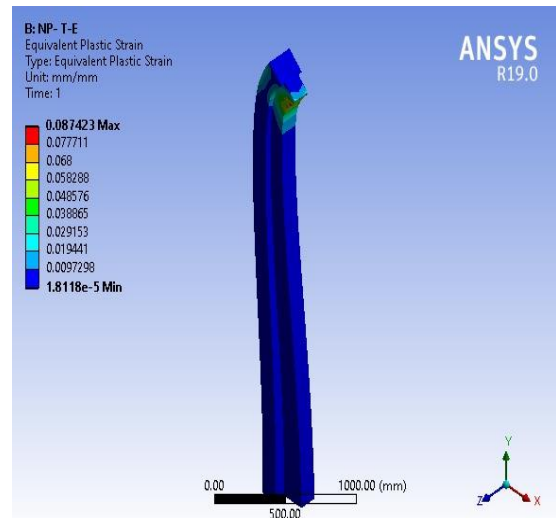 B: NP- T-E
Equivalent Plastic Strain
Type: Equivalent Plastic Strain
Unit: mm/mm
Time: 1
0.087423 Max
0.077711
0.068
0.058288
0.048576
0.038865
0.029153
0.019441
0.0097298
1.8118e-5 Min
ANSYS
R19.0
0.00
1000.00 (mm)
500.00
Y
Z
X